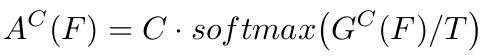 A^C(F) = C · softmax(G^C(F)/T)